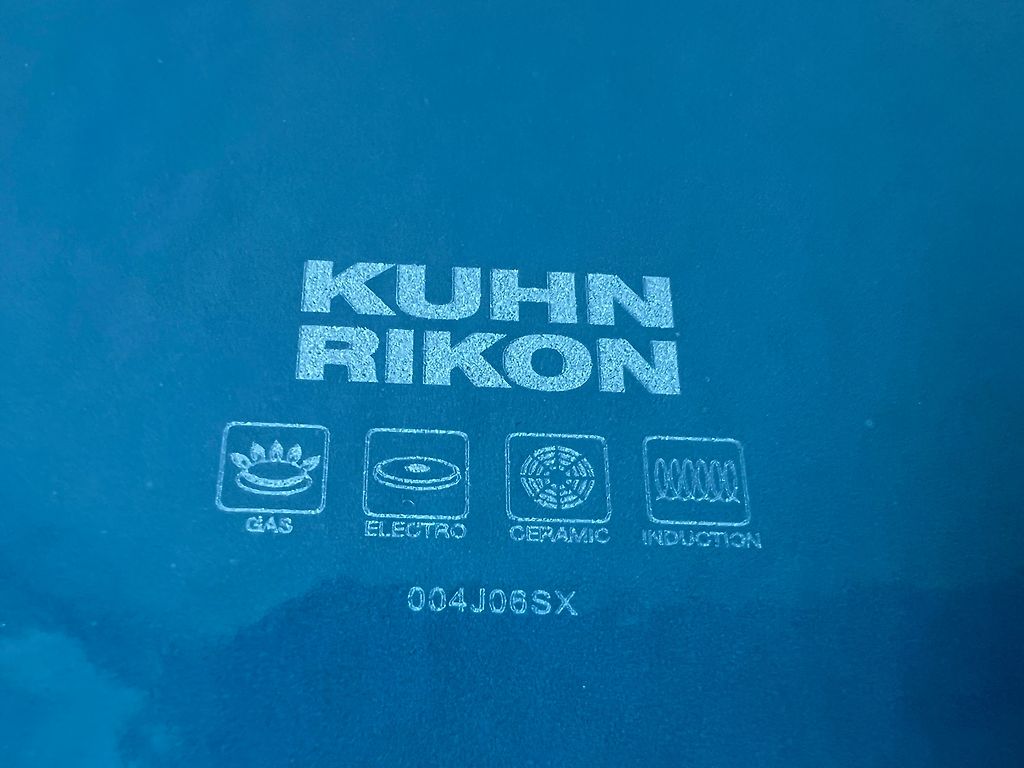 KUHN
RIKON
GAS ELECTRO CERAMIC INDUCTION
004J06SX